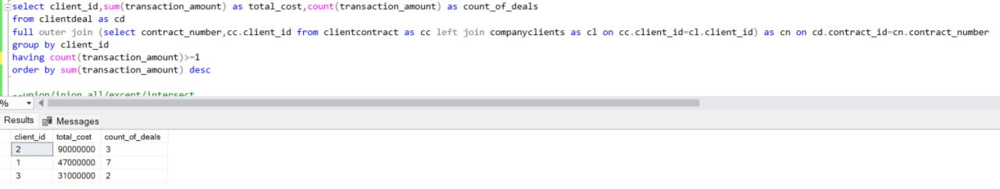 select client_id,sum(transaction_amount) as total_cost,count(transaction_amount) as count_of_deals
from clientdeal as cd
full outer join (select contract_number,cc.client_id from clientcontract as cc left join companyclients as cl on cc.client_id=cl.client_id) as cn on cd.contract_id=cn.contract_number
group by client_id
having count(transaction_amount)>=1
order by sum(transaction_amount) desc
--union/inion all/except/intersect
%
Results Messages
client_id total_cost count_of_deals
2 90000000 3
1 47000000 7
3 31000000 2